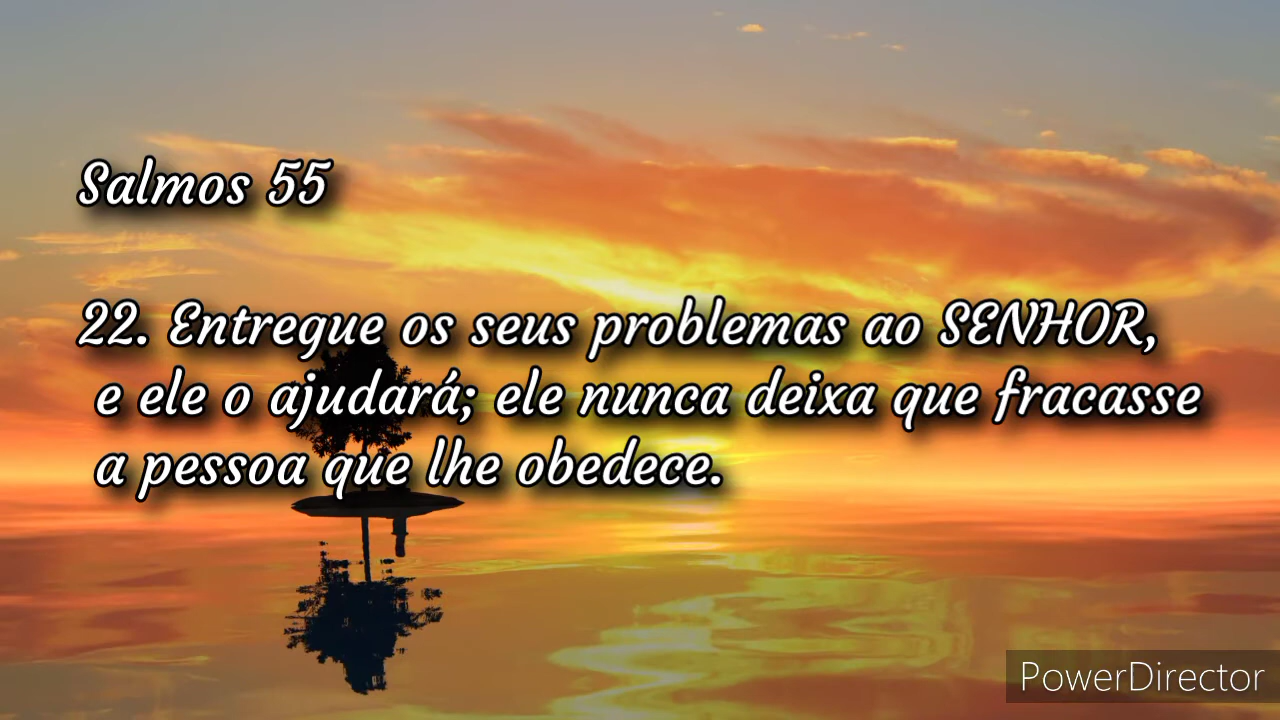 Salmos 55
22. Entregue os seus problemas ao SENHOR,
e ele o ajudará; ele nunca deixa que fracasse
a pessoa que lhe obedece.
PowerDirector